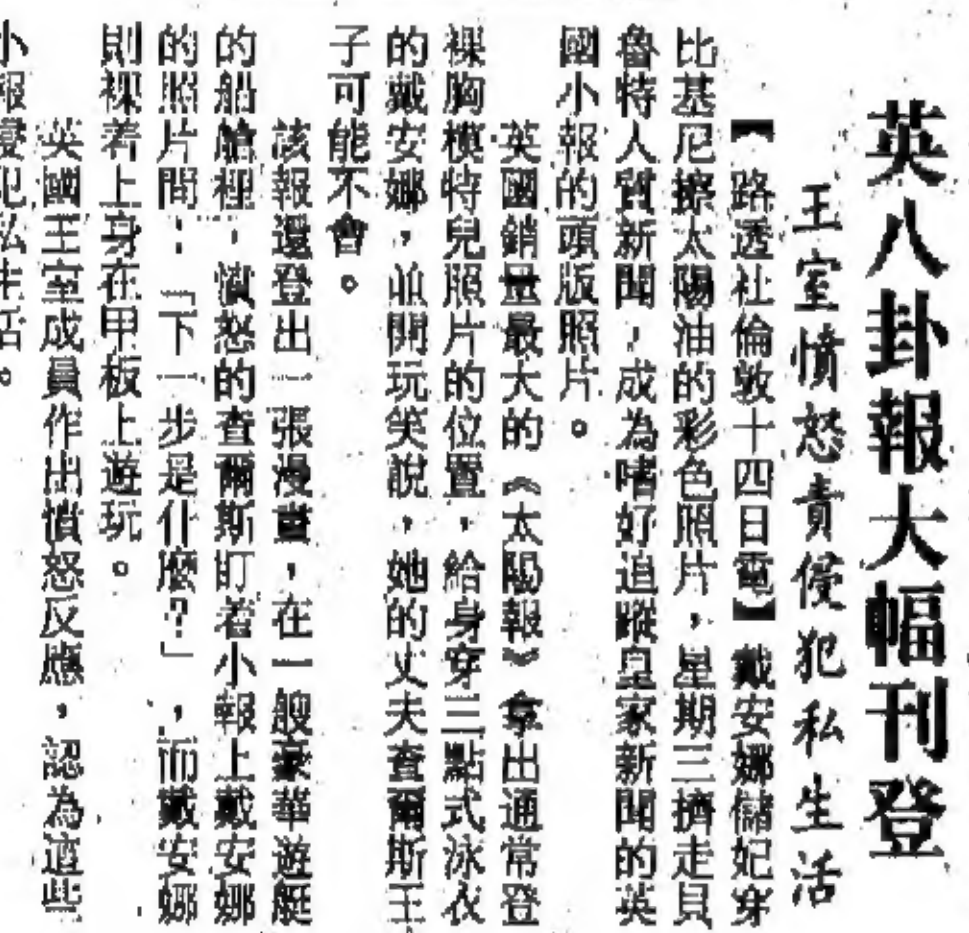 英八卦報大幅刊登
王室憤怒責侵犯私生活
【路透社倫敦十四日電】戴安娜儲妃穿
比基尼擦太陽油的彩色照片，星期三擠走貝
魯特人質新聞，成為嗜好追蹤皇家新聞的英
國小報的頭版照片。
英國銷量最大的《太陽報》拿出通常登
裸胸模特兒照片的位置，給身穿三點式泳衣
的戴安娜，並開玩笑說，她的丈夫查爾斯王
子可能不會。
該報還登出一張漫畫，在一艘豪華遊艇
的船艙裡，憤怒的查爾斯盯着小報上戴安娜
的照片問：「下一步是什麼？」，而戴安娜
則裸着上身在甲板上遊玩。
英國王室成員作出憤怒反應，認為這些
小報侵犯私生活。